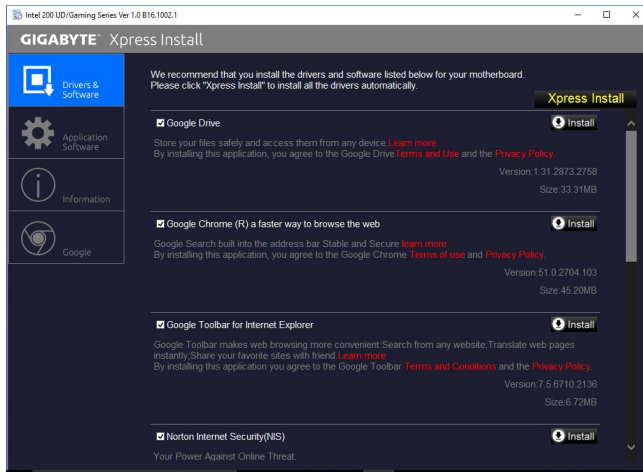 Intel 200 UD/Gaming Series Ver 1.0 B16.1002.1
GIGABYTE™ Xpress Install
Drivers &
Software
Application
Software
Information
Google
We recommend that you install the drivers and software listed below for your motherboard.
Please click "Xpress Install" to install all the drivers automatically.
Xpress Install
Google Drive
Install
Store your files safely and access them from any device.Learn more
By installing this application, you agree to the Google DriveTerms and Use and the Privacy Policy.
Version:1.31.2873.2758
Size:33.31MB
Google Chrome (R) a faster way to browse the web
Install
Google Search built into the address bar Stable and Secure learn more
By installing this application, you agree to the Google Chrome Terms of use and Privacy Policy.
Version:51.0.2704.103
Size:45.20MB
Google Toolbar for Internet Explorer
Install
Google Toolbar makes web browsing more convenient:Search from any website;Translate web pages
instantly;Share your favorite sites with friend.Learn more
By installing this application you agree to the Google Toolbar Terms and Conditions and the Privacy Policy.
Version:7.5.6710.2136
Size:6.72MB
Norton Internet Security(NIS)
Install
Your Power Against Online Threat.